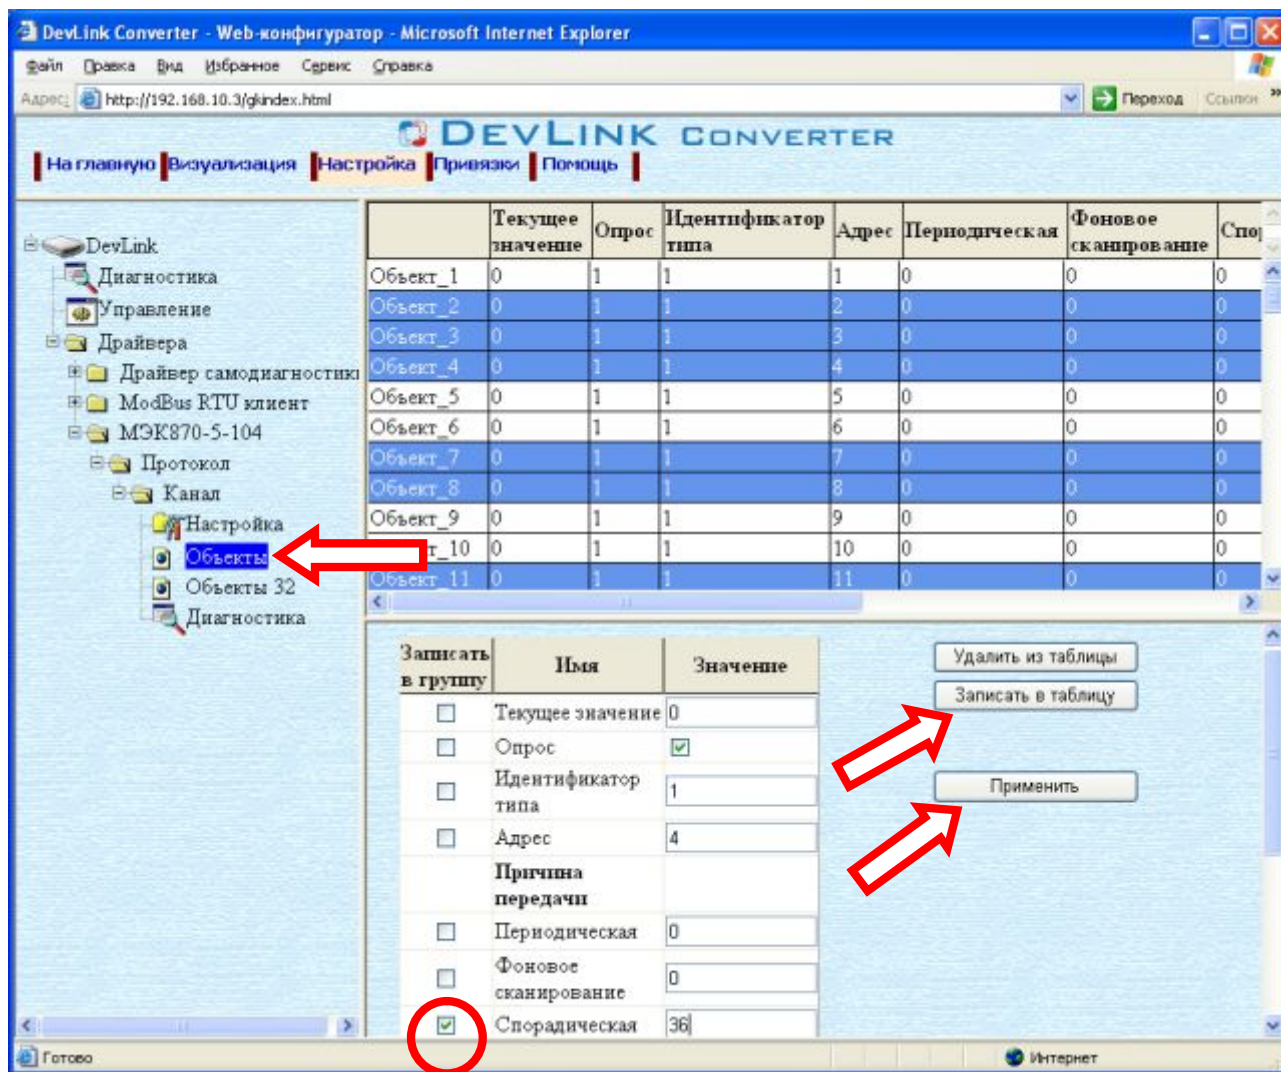 DevLink Converter - Web-конфигуратор - Microsoft Internet Explorer
Файл Правка Вид Избранное Сервис Справка
Адрес: http://192.168.10.3/gkindex.html Переход Ссылки »
DEVLINK CONVERTER
На главную Визуализация Настройка Привязки Помощь
DevLink
Диагностика
Управление
Драйвера
Драйвер самодиагностики
ModBus RTU клиент
МЭК870-5-104
Протокол
Канал
Настройка
Объекты
Объекты 32
Диагностика
Текущее значение Опрос Идентификатор типа Адрес Периодическая Фоновое сканирование Спор
Объект_1 0 1 1 1 0 0 0
Объект_2 0 1 1 2 0 0 0
Объект_3 0 1 1 3 0 0 0
Объект_4 0 1 1 4 0 0 0
Объект_5 0 1 1 5 0 0 0
Объект_6 0 1 1 6 0 0 0
Объект_7 0 1 1 7 0 0 0
Объект_8 0 1 1 8 0 0 0
Объект_9 0 1 1 9 0 0 0
т_10 0 1 1 10 0 0 0
Объект_11 0 1 1 11 0 0 0
Записать в группу Имя Значение
Текущее значение 0
Опрос
Идентификатор типа 1
Адрес 4
Причина передачи
Периодическая 0
Фоновое сканирование 0
Спорадическая 36
Удалить из таблицы
Записать в таблицу
Применить
Готово Интернет